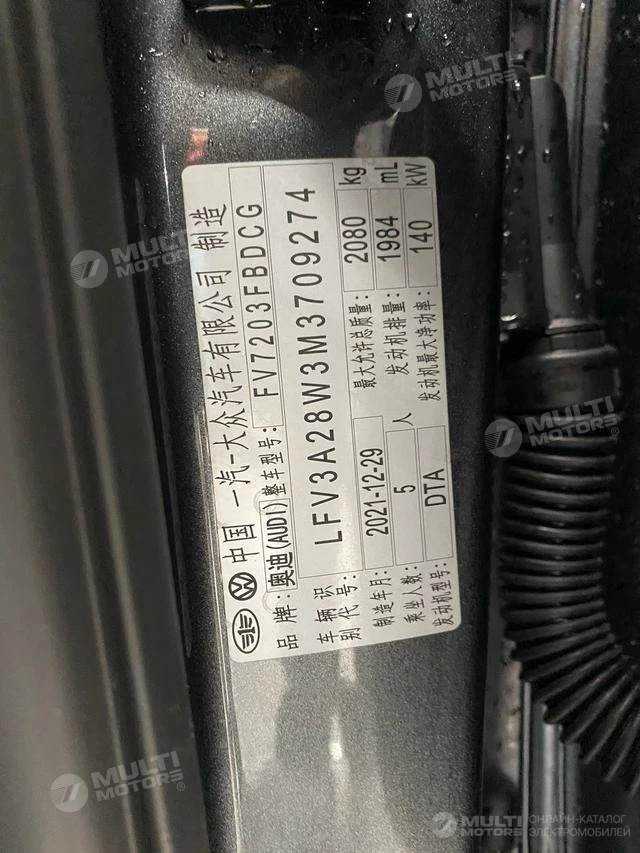 中国 一汽-大众汽车有限公司 制造
品牌: 奥迪(AUDI) 整车型号: FV7203FBDCG
车辆识别代号: LFV3A28W3M3709274
制造年月: 2021-12-29 最大允许总质量: 2080 kg
乘坐人数: 5 人 发动机排量: 1984 mL
发动机型号: DTA 发动机最大净功率: 140 kW
MULTI MOTORS
MULTI MOTORS
MULTI MOTORS
MULTI MOTORS
MULTI MOTORS ОНЛАЙН-КАТАЛОГ ЭЛЕКТРОМОБИЛЕЙ